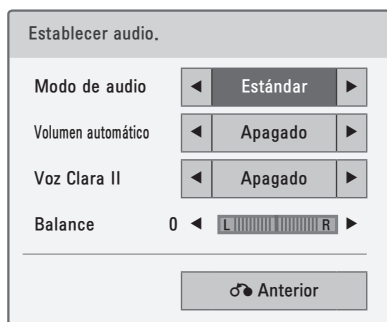 Establecer audio.
Modo de audio ◄ Estándar ►
Volumen automático ◄ Apagado ►
Voz Clara II ◄ Apagado ►
Balance 0 ◄ L R ►
Anterior